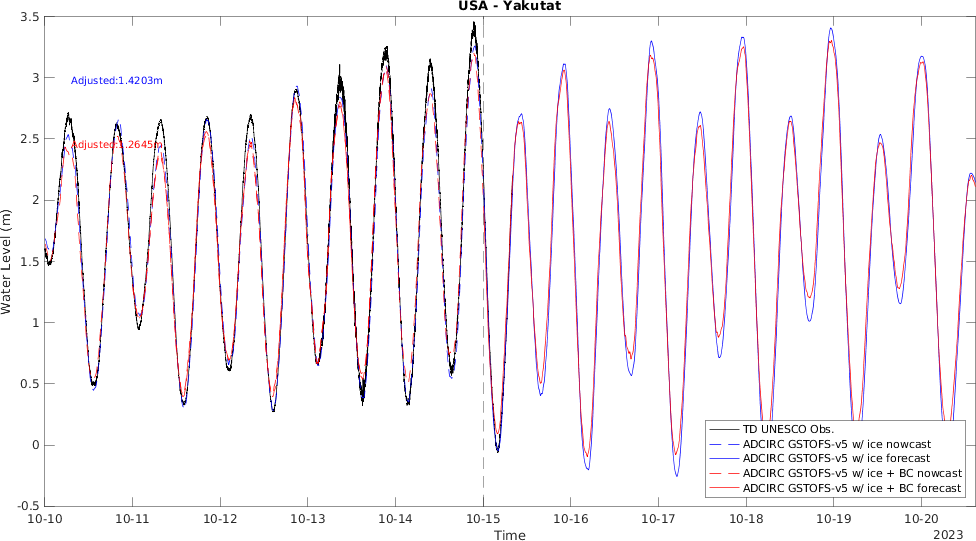 USA - Yakutat
3.5
3
2.5
2
1.5
1
0.5
0
-0.5
Water Level (m)
Adjusted:1.4203m
Adjusted:1.2645m
TD UNESCO Obs.
ADCIRC GSTOFS-v5 w/ ice nowcast
ADCIRC GSTOFS-v5 w/ ice forecast
ADCIRC GSTOFS-v5 w/ ice + BC nowcast
ADCIRC GSTOFS-v5 w/ ice + BC forecast
10-10 10-11 10-12 10-13 10-14 10-15 10-16 10-17 10-18 10-19 10-20
Time
2023